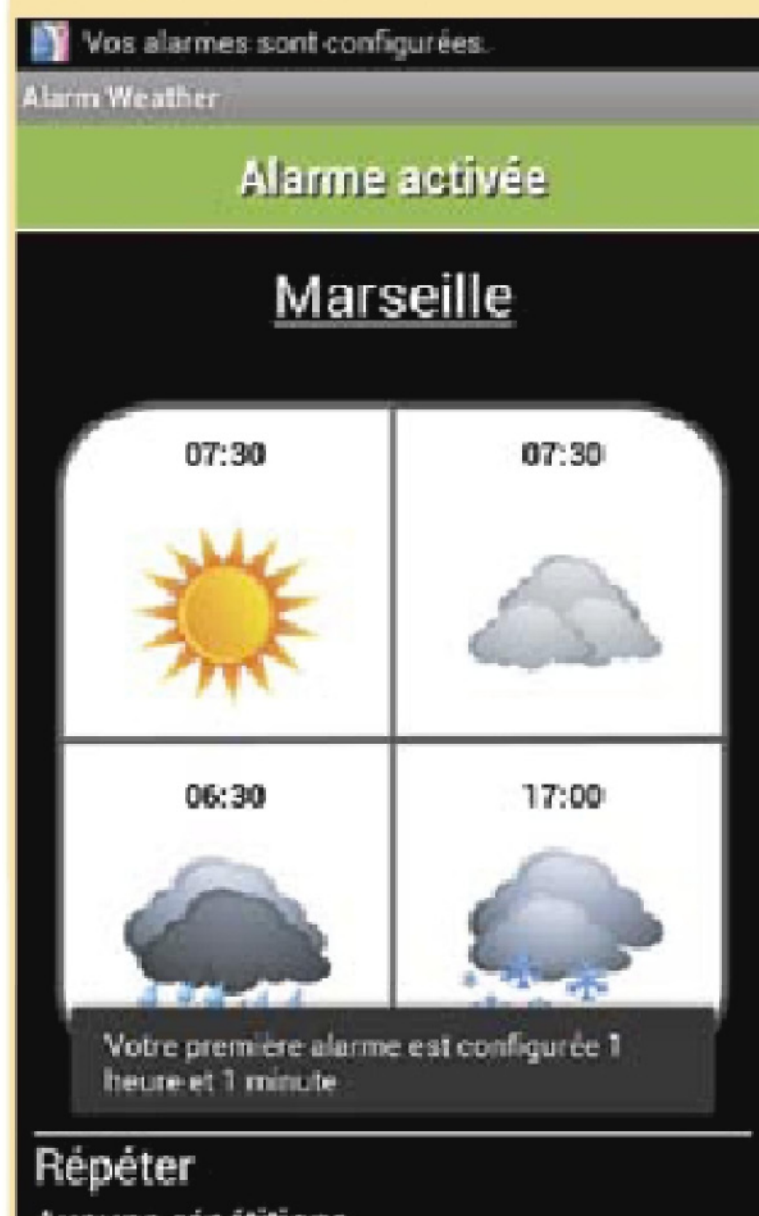 Vos alarmes sont configurées.
Alarm Weather
Alarme activée
Marseille
07:30 07:30
06:30 17:00
Votre première alarme est configurée 1
heure et 1 minute
Répéter